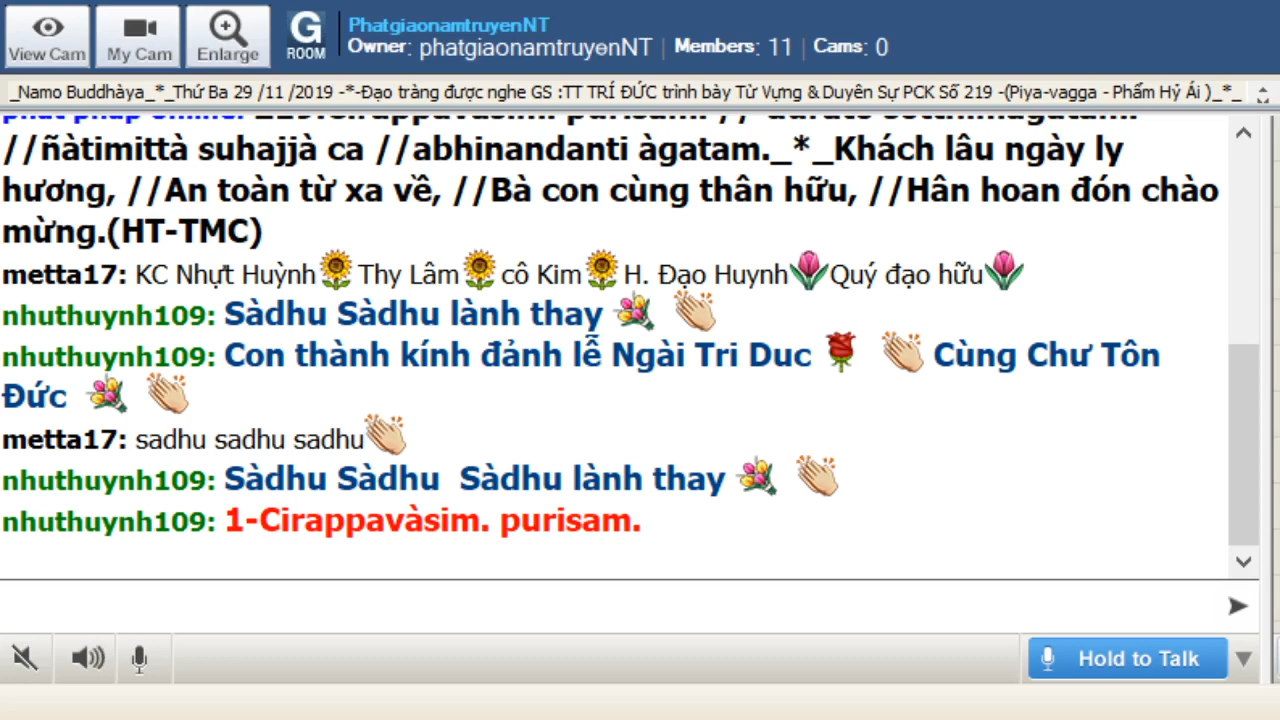 View Cam
My Cam
Enlarge
G
ROOM
PhatgiaonamtruyenNT
Owner: phatgiaonamtruyenNT | Members: 11 | Cams: 0
_Namo Buddhàya_*_Thứ Ba 29 /11 /2019 -*-Đạo tràng được nghe GS :TT TRÍ ĐỨC trình bày Từ Vựng & Duyên Sự PCK Số 219 -(Piya-vagga - Phẩm Hỷ Ái )_*_
//ñàtimittà suhajjà ca //abhinandanti àgatam._*_Khách lâu ngày ly
hương, //An toàn từ xa về, //Bà con cùng thân hữu, //Hân hoan đón chào
mừng.(HT-TMC)
metta17: KC Nhựt Huỳnh🌻Thy Lâm🌻cô Kim🌻H. Đạo Huynh🌷Quý đạo hữu🌷
nhuthuynh109: Sàdhu Sàdhu lành thay 💐 👏
nhuthuynh109: Con thành kính đảnh lễ Ngài Tri Duc 🌹 👏 Cùng Chư Tôn
Đức 💐 👏
metta17: sadhu sadhu sadhu👏
nhuthuynh109: Sàdhu Sàdhu  Sàdhu lành thay 💐 👏
nhuthuynh109: 1-Cirappavàsim. purisam.
Hold to Talk